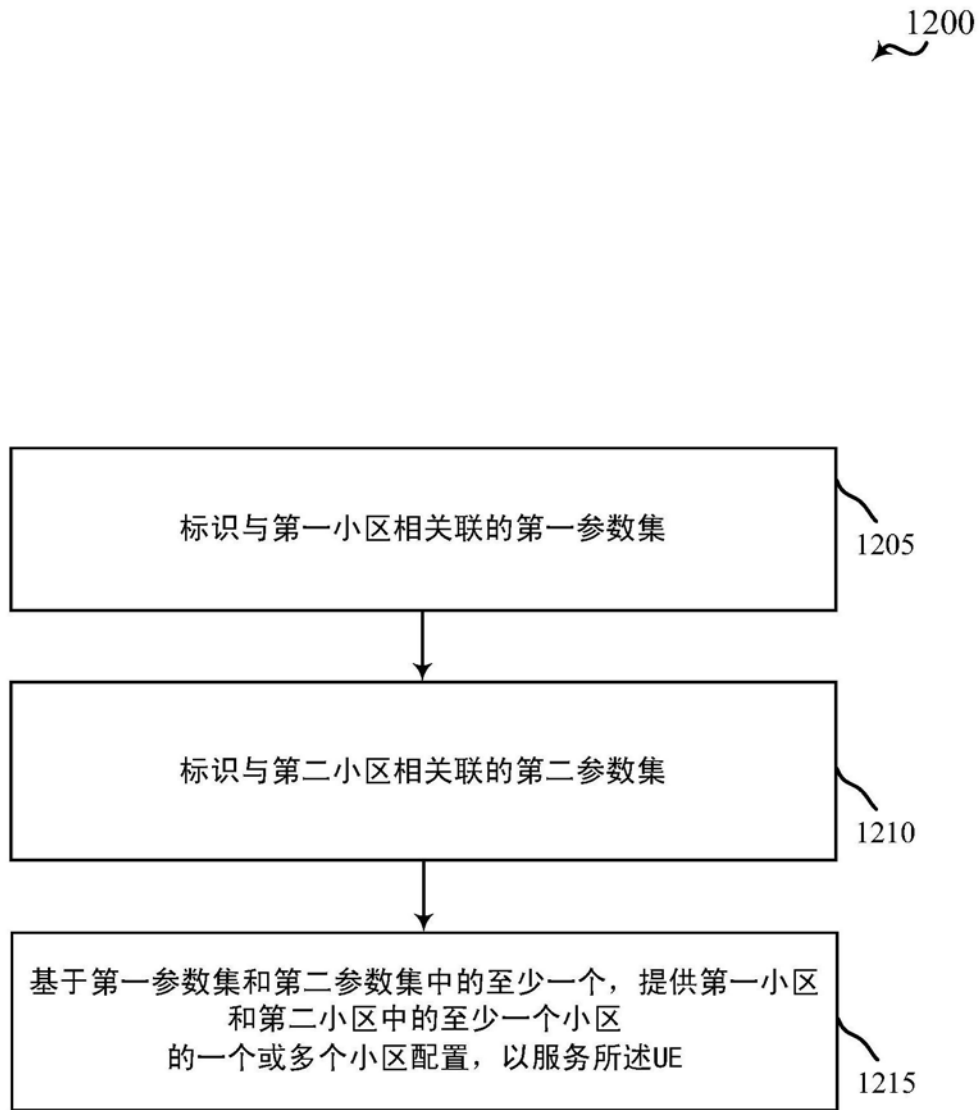 1200
标识与第一小区相关联的第一参数集
1205
标识与第二小区相关联的第二参数集
1210
基于第一参数集和第二参数集中的至少一个，提供第一小区
和第二小区中的至少一个小区
的一个或多个小区配置，以服务所述UE
1215